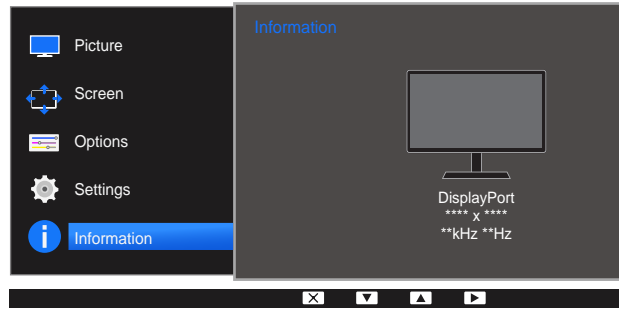 Picture
Screen
Options
Settings
Information
Information
DisplayPort
**** x ****
**kHz **Hz